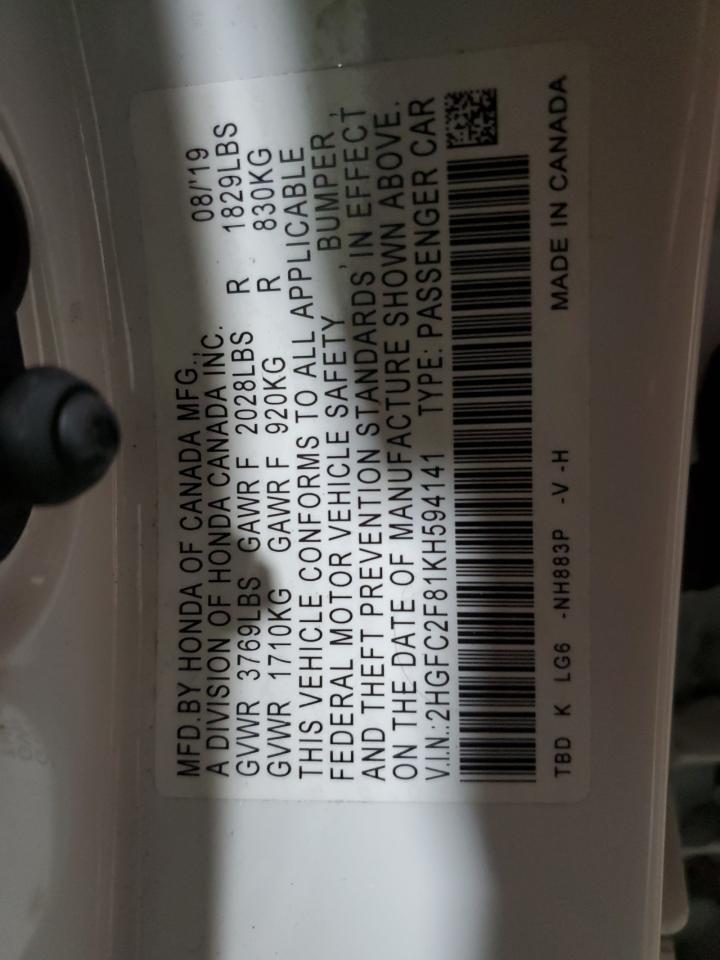 MFD.BY HONDA OF CANADA MFG., 08/'19
A DIVISION OF HONDA CANADA INC.
GVWR 3769LBS GAWR F 2028LBS R 1829LBS
GVWR 1710KG GAWR F 920KG R 830KG
THIS VEHICLE CONFORMS TO ALL APPLICABLE
FEDERAL MOTOR VEHICLE SAFETY , BUMPER ,
AND THEFT PREVENTION STANDARDS IN EFFECT
ON THE DATE OF MANUFACTURE SHOWN ABOVE.
V.I.N.:2HGFC2F81KH594141 TYPE: PASSENGER CAR
TBD K LG6 -NH883P -V -H MADE IN CANADA